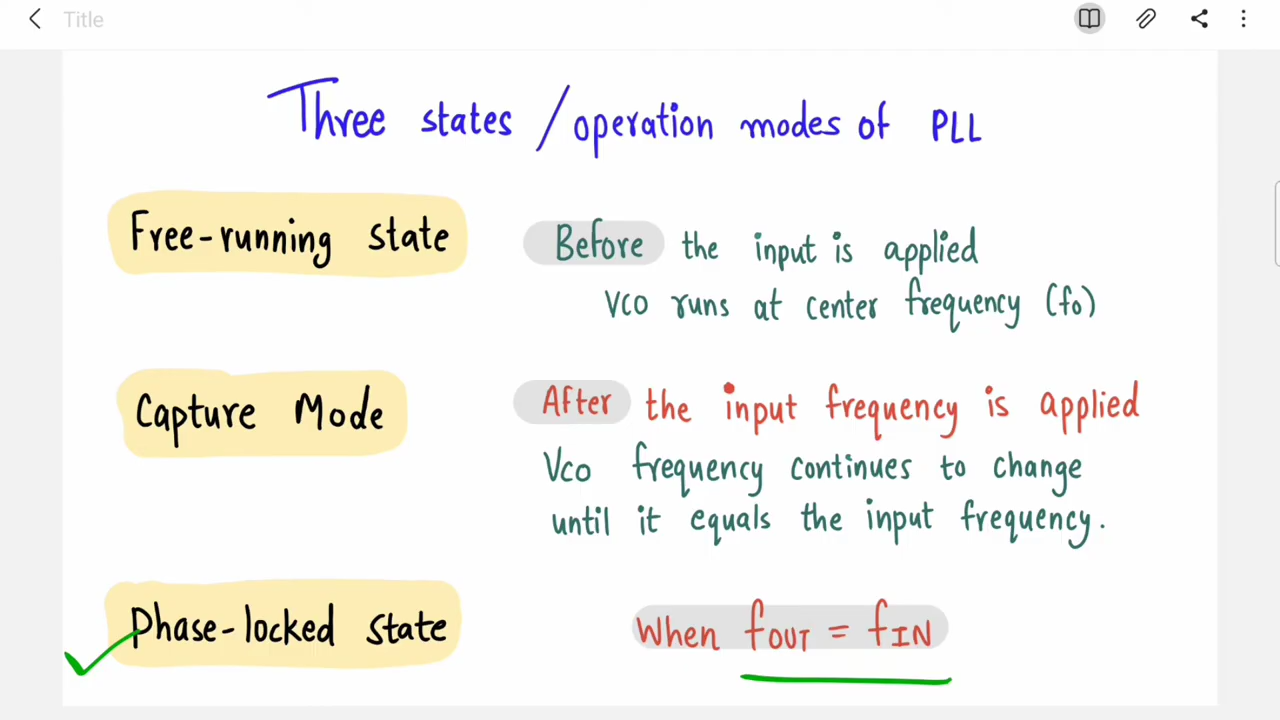 Title
Three states / operation modes of PLL
Free-running state
Before the input is applied
VCO runs at center frequency (fo)
Capture Mode
After the input frequency is applied
Vco frequency continues to change
until it equals the input frequency.
Phase-locked state
When fOUT = fIN